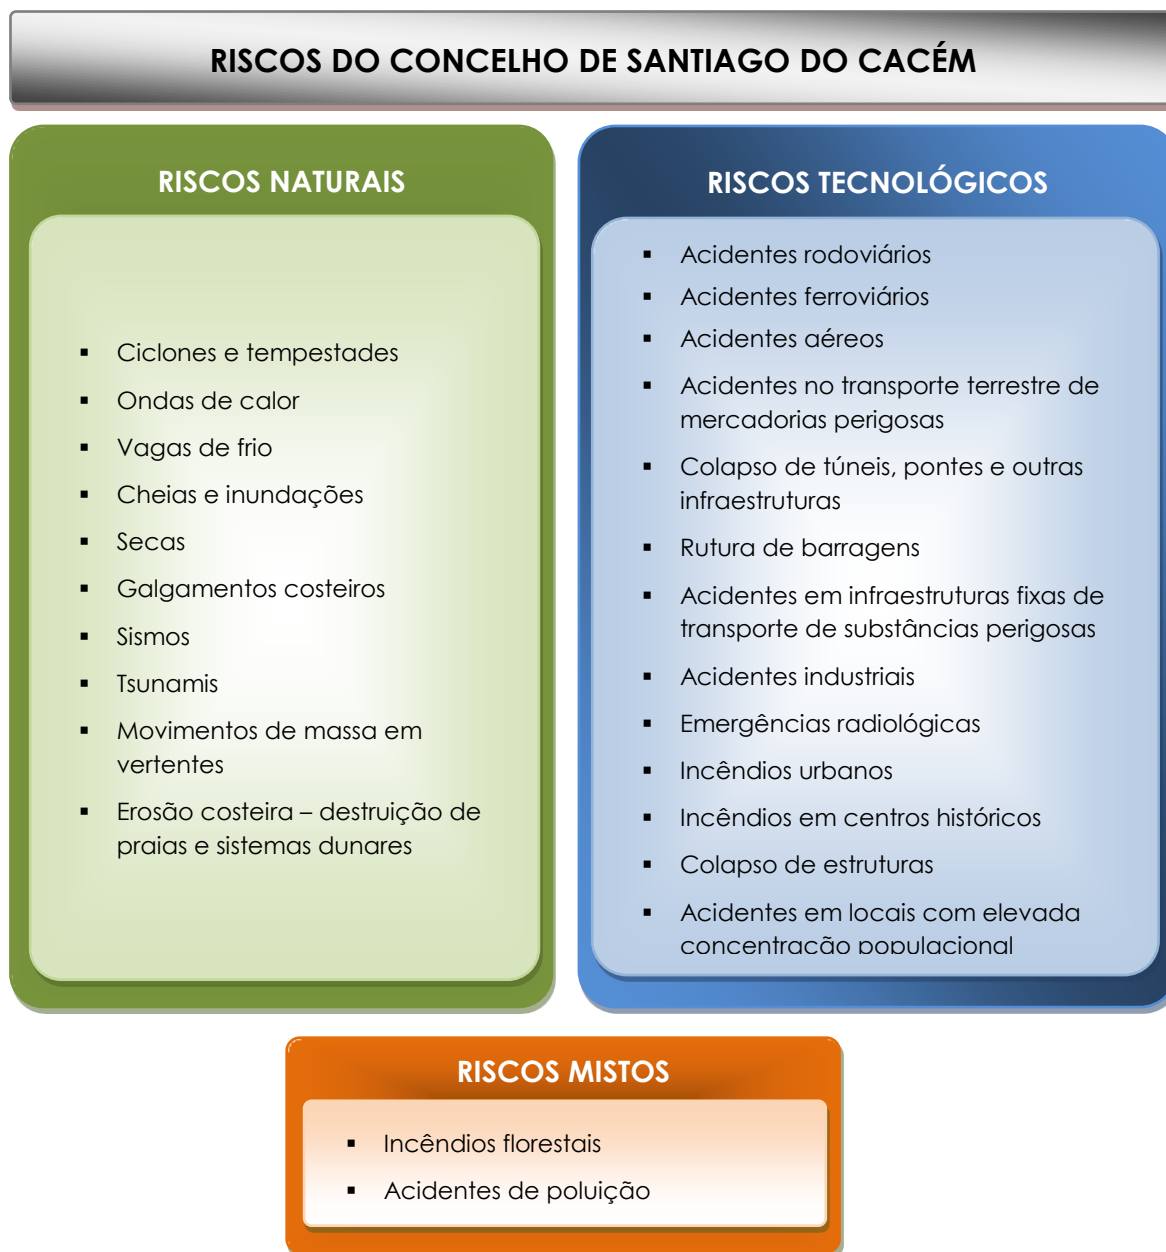 RISCOS DO CONCELHO DE SANTIAGO DO CACÉM
RISCOS NATURAIS
▪ Ciclones e tempestades
▪ Ondas de calor
▪ Vagas de frio
▪ Cheias e inundações
▪ Secas
▪ Galgamentos costeiros
▪ Sismos
▪ Tsunamis
▪ Movimentos de massa em
vertentes
▪ Erosão costeira – destruição de
praias e sistemas dunares
RISCOS TECNOLÓGICOS
▪ Acidentes rodoviários
▪ Acidentes ferroviários
▪ Acidentes aéreos
▪ Acidentes no transporte terrestre de
mercadorias perigosas
▪ Colapso de túneis, pontes e outras
infraestruturas
▪ Rutura de barragens
▪ Acidentes em infraestruturas fixas de
transporte de substâncias perigosas
▪ Acidentes industriais
▪ Emergências radiológicas
▪ Incêndios urbanos
▪ Incêndios em centros históricos
▪ Colapso de estruturas
▪ Acidentes em locais com elevada
concentração populacional
RISCOS MISTOS
▪ Incêndios florestais
▪ Acidentes de poluição